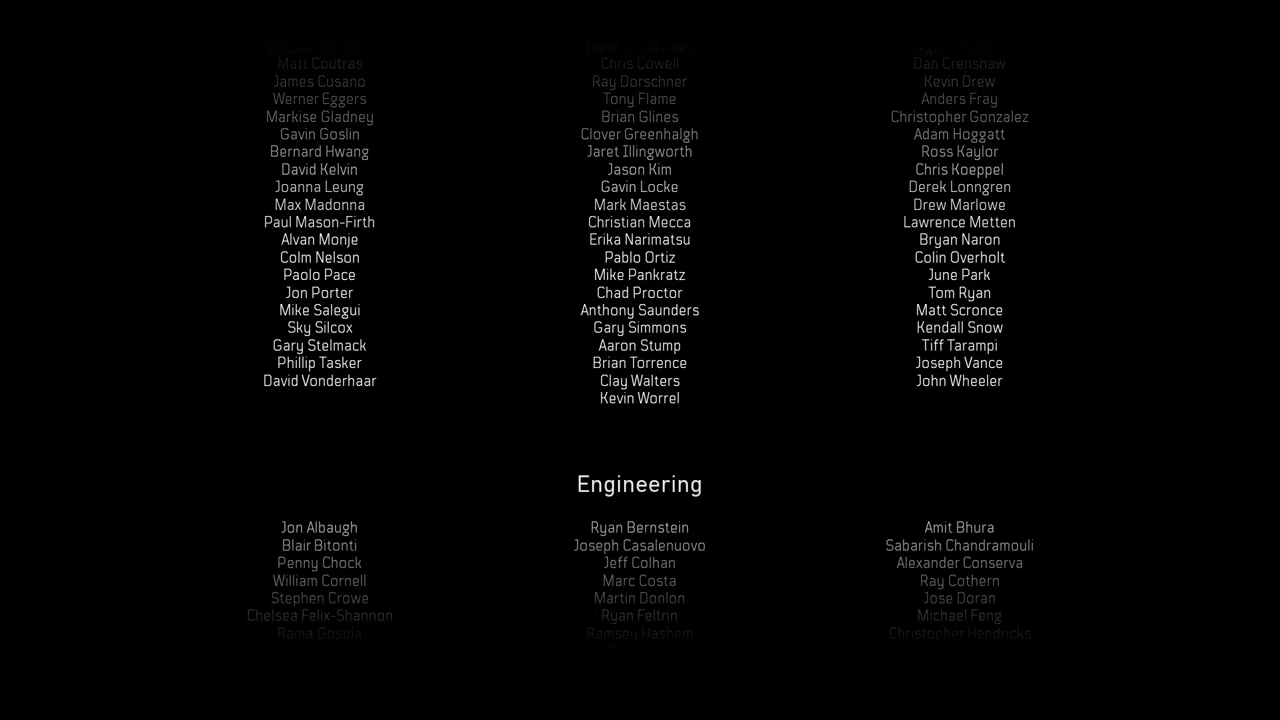 Matt Coutras Chris Cowell Dan Crenshaw
James Cusano Ray Dorschner Kevin Drew
Werner Eggers Tony Flame Anders Fray
Markise Gladney Brian Glines Christopher Gonzalez
Gavin Goslin Clover Greenhalgh Adam Hoggatt
Bernard Hwang Jaret Illingworth Ross Kaylor
David Kelvin Jason Kim Chris Koeppel
Joanna Leung Gavin Locke Derek Lonngren
Max Madonna Mark Maestas Drew Marlowe
Paul Mason-Firth Christian Mecca Lawrence Metten
Alvan Monje Erika Narimatsu Bryan Naron
Colm Nelson Pablo Ortiz Colin Overholt
Paolo Pace Mike Pankratz June Park
Jon Porter Chad Proctor Tom Ryan
Mike Salegui Anthony Saunders Matt Scronce
Sky Silcox Gary Simmons Kendall Snow
Gary Stelmack Aaron Stump Tiff Tarampi
Phillip Tasker Brian Torrence Joseph Vance
David Vonderhaar Clay Walters John Wheeler
Kevin Worrel
Engineering
Jon Albaugh Ryan Bernstein Amit Bhura
Blair Bitonti Joseph Casalenuovo Sabarish Chandramouli
Penny Chock Jeff Colhan Alexander Conserva
William Cornell Marc Costa Ray Cothern
Stephen Crowe Martin Donlon Jose Doran
Chelsea Felix-Shannon Ryan Feltrin Michael Feng
Rama Gosula Ramsey Hashem Christopher Hendricks